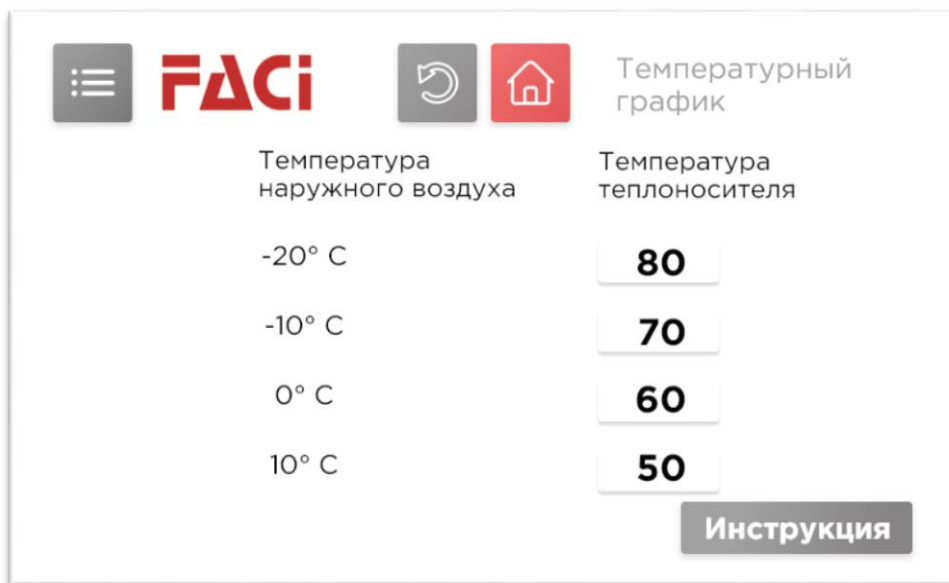 FACi
Температурный
график
Температура
наружного воздуха
Температура
теплоносителя
-20° C
80
-10° C
70
0° C
60
10° C
50
Инструкция